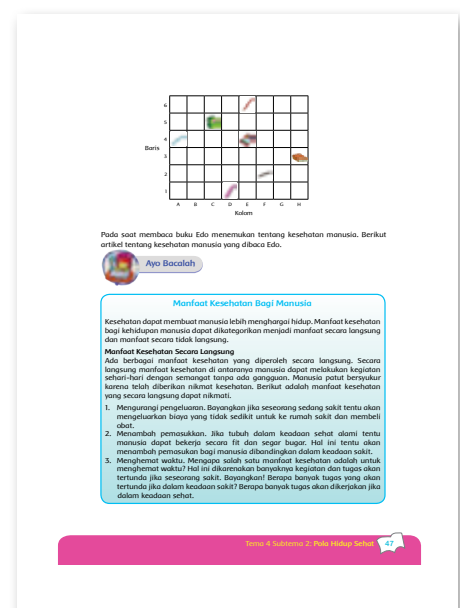 6
5
4
Baris
3
2
1
A B C D E F G H
Kolom
Pada saat membaca buku Edo menemukan tentang kesehatan manusia. Berikut
artikel tentang kesehatan manusia yang dibaca Edo.
Ayo Bacalah
Manfaat Kesehatan Bagi Manusia
Kesehatan dapat membuat manusia lebih menghargai hidup. Manfaat kesehatan
bagi kehidupan manusia dapat dikategorikan menjadi manfaat secara langsung
dan manfaat secara tidak langsung.
Manfaat Kesehatan Secara Langsung
Ada berbagai manfaat kesehatan yang diperoleh secara langsung. Secara
langsung manfaat kesehatan di antaranya manusia dapat melakukan kegiatan
sehari-hari dengan semangat tanpa ada gangguan. Manusia patut bersyukur
karena telah diberikan nikmat kesehatan. Berikut adalah manfaat kesehatan
yang secara langsung dapat dinikmati.
1. Mengurangi pengeluaran. Bayangkan jika seseorang sedang sakit tentu akan
mengeluarkan biaya yang tidak sedikit untuk ke rumah sakit dan membeli
obat.
2. Menambah pemasukkan. Jika tubuh dalam keadaan sehat alami tentu
manusia dapat bekerja secara fit dan segar bugar. Hal ini tentu akan
menambah pemasukan bagi manusia dibandingkan dalam keadaan sakit.
3. Menghemat waktu. Mengapa salah satu manfaat kesehatan adalah untuk
menghemat waktu? Hal ini dikarenakan banyaknya kegiatan dan tugas akan
tertunda jika seseorang sakit. Bayangkan! Berapa banyak tugas yang akan
tertunda jika dalam keadaan sakit? Berapa banyak tugas akan dikerjakan jika
dalam keadaan sehat.
Tema 4 Subtema 2: Pola Hidup Sehat 47